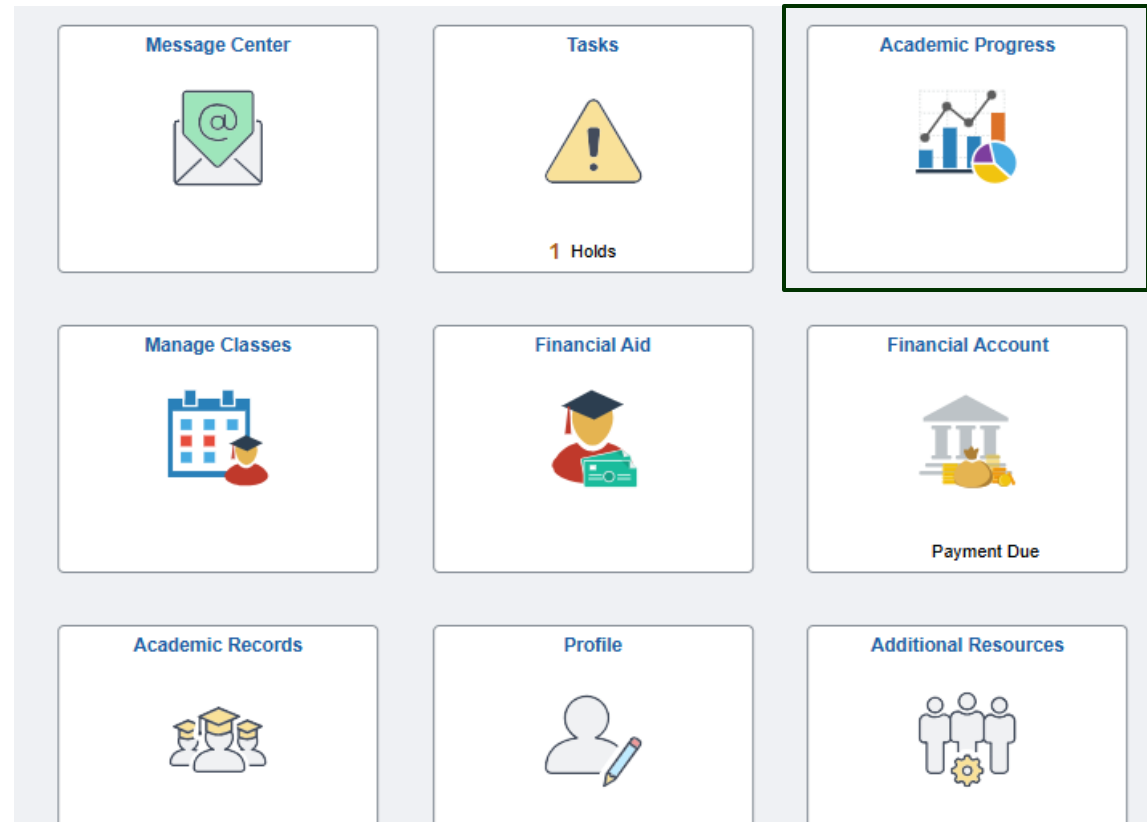 Message Center
Tasks
Academic Progress
@
!
1 Holds
Manage Classes
Financial Aid
Financial Account
Payment Due
Academic Records
Profile
Additional Resources